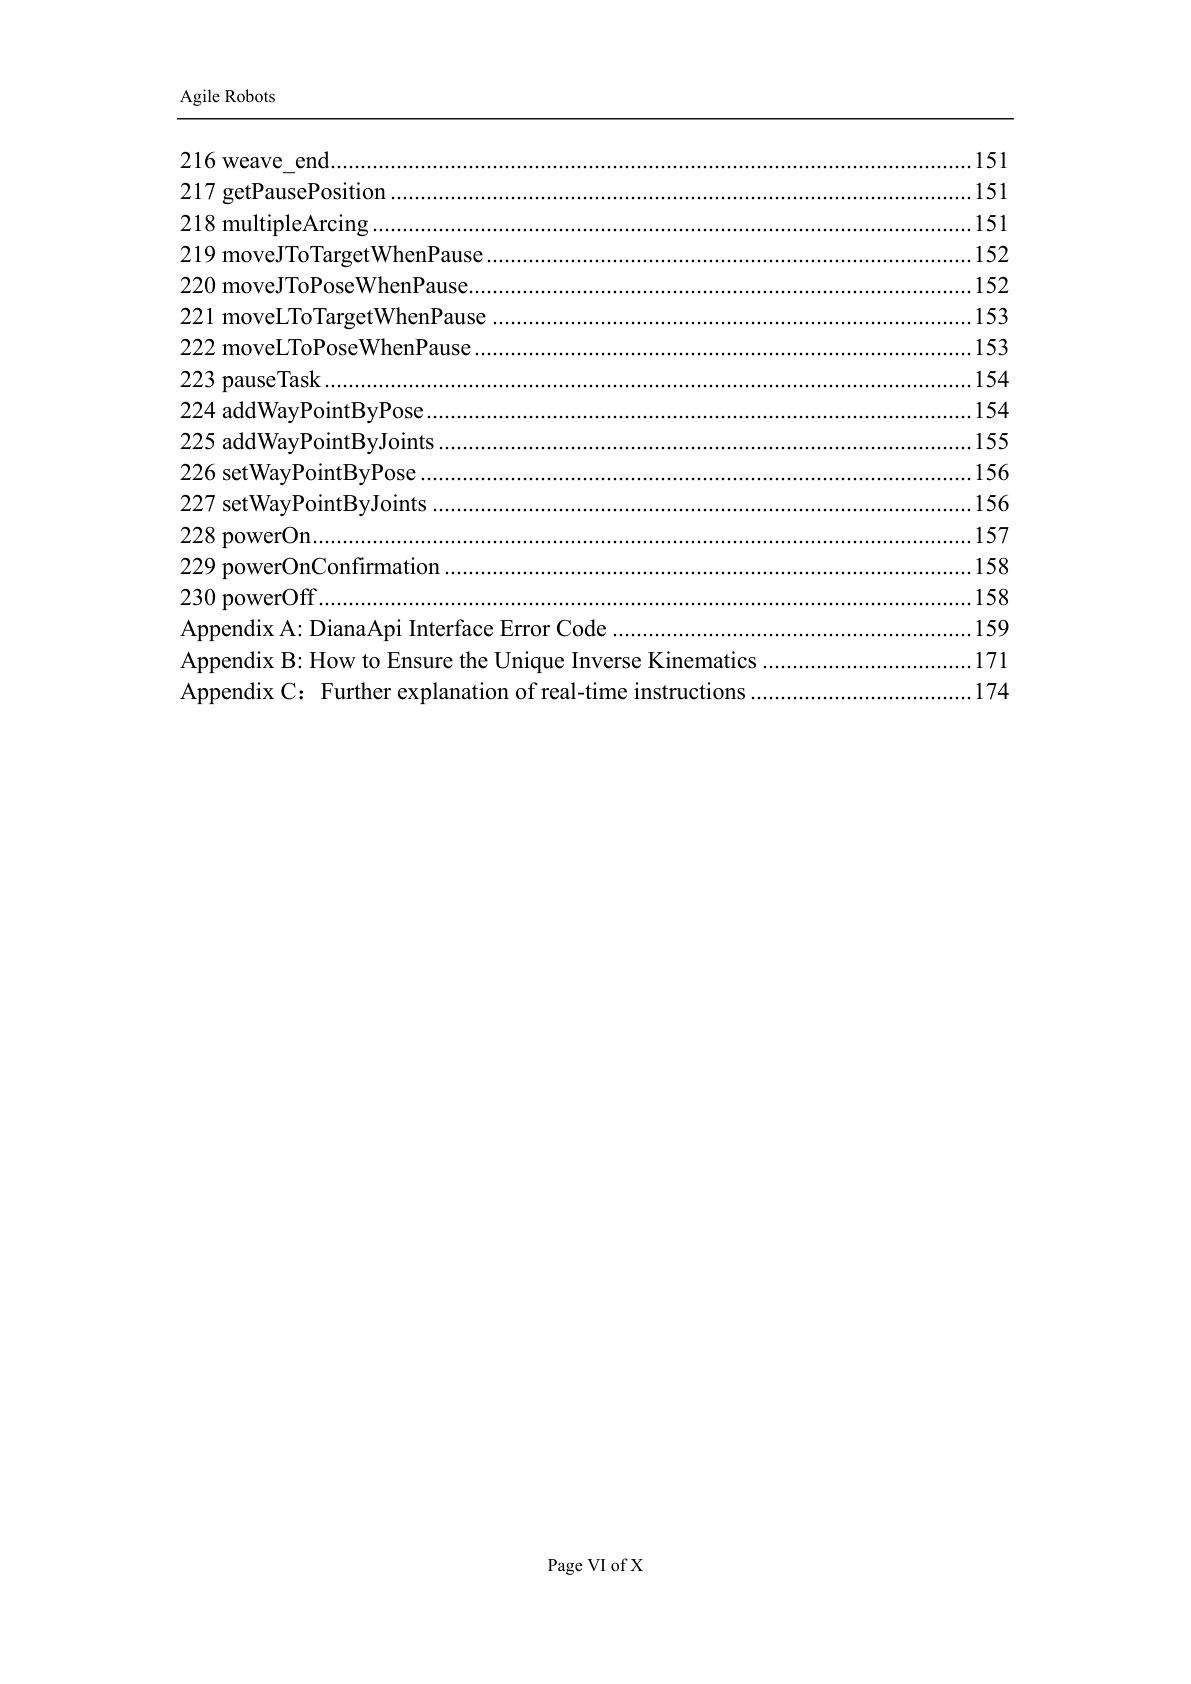 Agile Robots
216 weave_end....................................................................................................151
217 getPausePosition ....................................................................................................151
218 multipleArcing ....................................................................................................151
219 moveJToTargetWhenPause ....................................................................................................152
220 moveJToPoseWhenPause....................................................................................................152
221 moveLToTargetWhenPause ....................................................................................................153
222 moveLToPoseWhenPause ....................................................................................................153
223 pauseTask ....................................................................................................154
224 addWayPointByPose ....................................................................................................154
225 addWayPointByJoints ....................................................................................................155
226 setWayPointByPose ....................................................................................................156
227 setWayPointByJoints ....................................................................................................156
228 powerOn....................................................................................................157
229 powerOnConfirmation ....................................................................................................158
230 powerOff ....................................................................................................158
Appendix A: DianaApi Interface Error Code ............................................................159
Appendix B: How to Ensure the Unique Inverse Kinematics ...................................171
Appendix C：Further explanation of real-time instructions .....................................174
Page VI of X